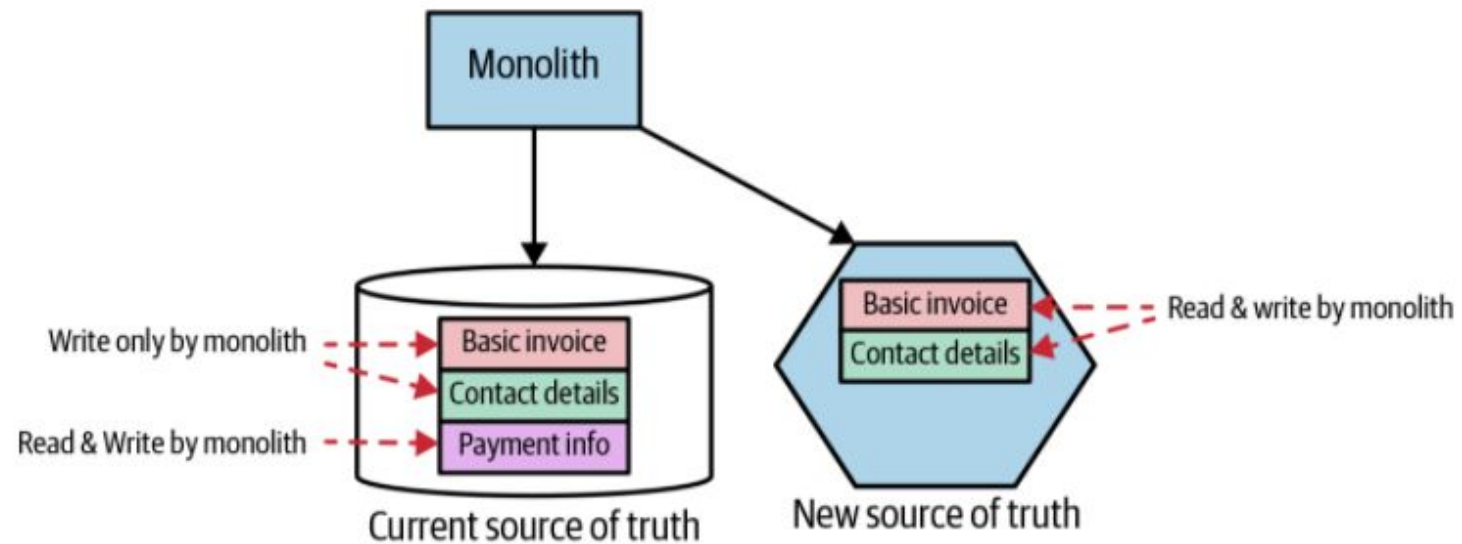 Monolith
Write only by monolith
Read & Write by monolith
Basic invoice
Contact details
Payment info
Current source of truth
Basic invoice
Contact details
Read & write by monolith
New source of truth